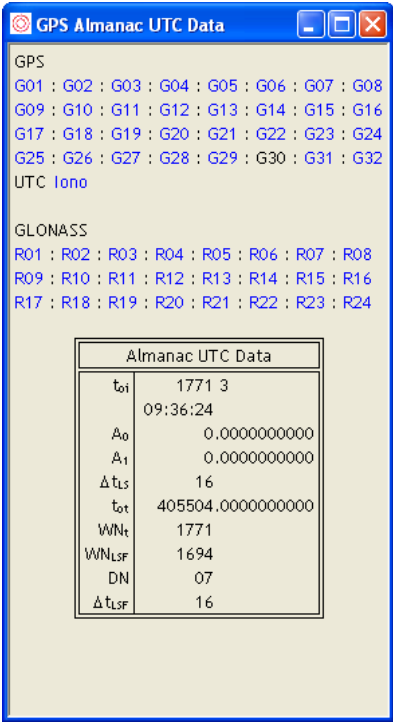 GPS Almanac UTC Data
GPS
G01 : G02 : G03 : G04 : G05 : G06 : G07 : G08
G09 : G10 : G11 : G12 : G13 : G14 : G15 : G16
G17 : G18 : G19 : G20 : G21 : G22 : G23 : G24
G25 : G26 : G27 : G28 : G29 : G30 : G31 : G32
UTC Iono
GLONASS
R01 : R02 : R03 : R04 : R05 : R06 : R07 : R08
R09 : R10 : R11 : R12 : R13 : R14 : R15 : R16
R17 : R18 : R19 : R20 : R21 : R22 : R23 : R24
Almanac UTC Data
toi 1771 3
09:36:24
A0 0.0000000000
A1 0.0000000000
ΔtLS 16
tot 405504.0000000000
WNt 1771
WNLSF 1694
DN 07
ΔtLSF 16